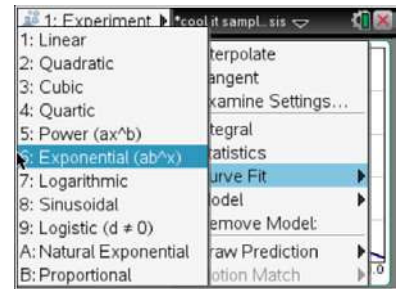 1: Experiment
*cool it sampl...sis
1: Linear
2: Quadratic
3: Cubic
4: Quartic
5: Power (ax^b)
6: Exponential (ab^x)
7: Logarithmic
8: Sinusoidal
9: Logistic (d ≠ 0)
A: Natural Exponential
B: Proportional
terpolate
angent
xamine Settings...
tegral
tatistics
urve Fit
odel
emove Model:
raw Prediction
otion Match
.0